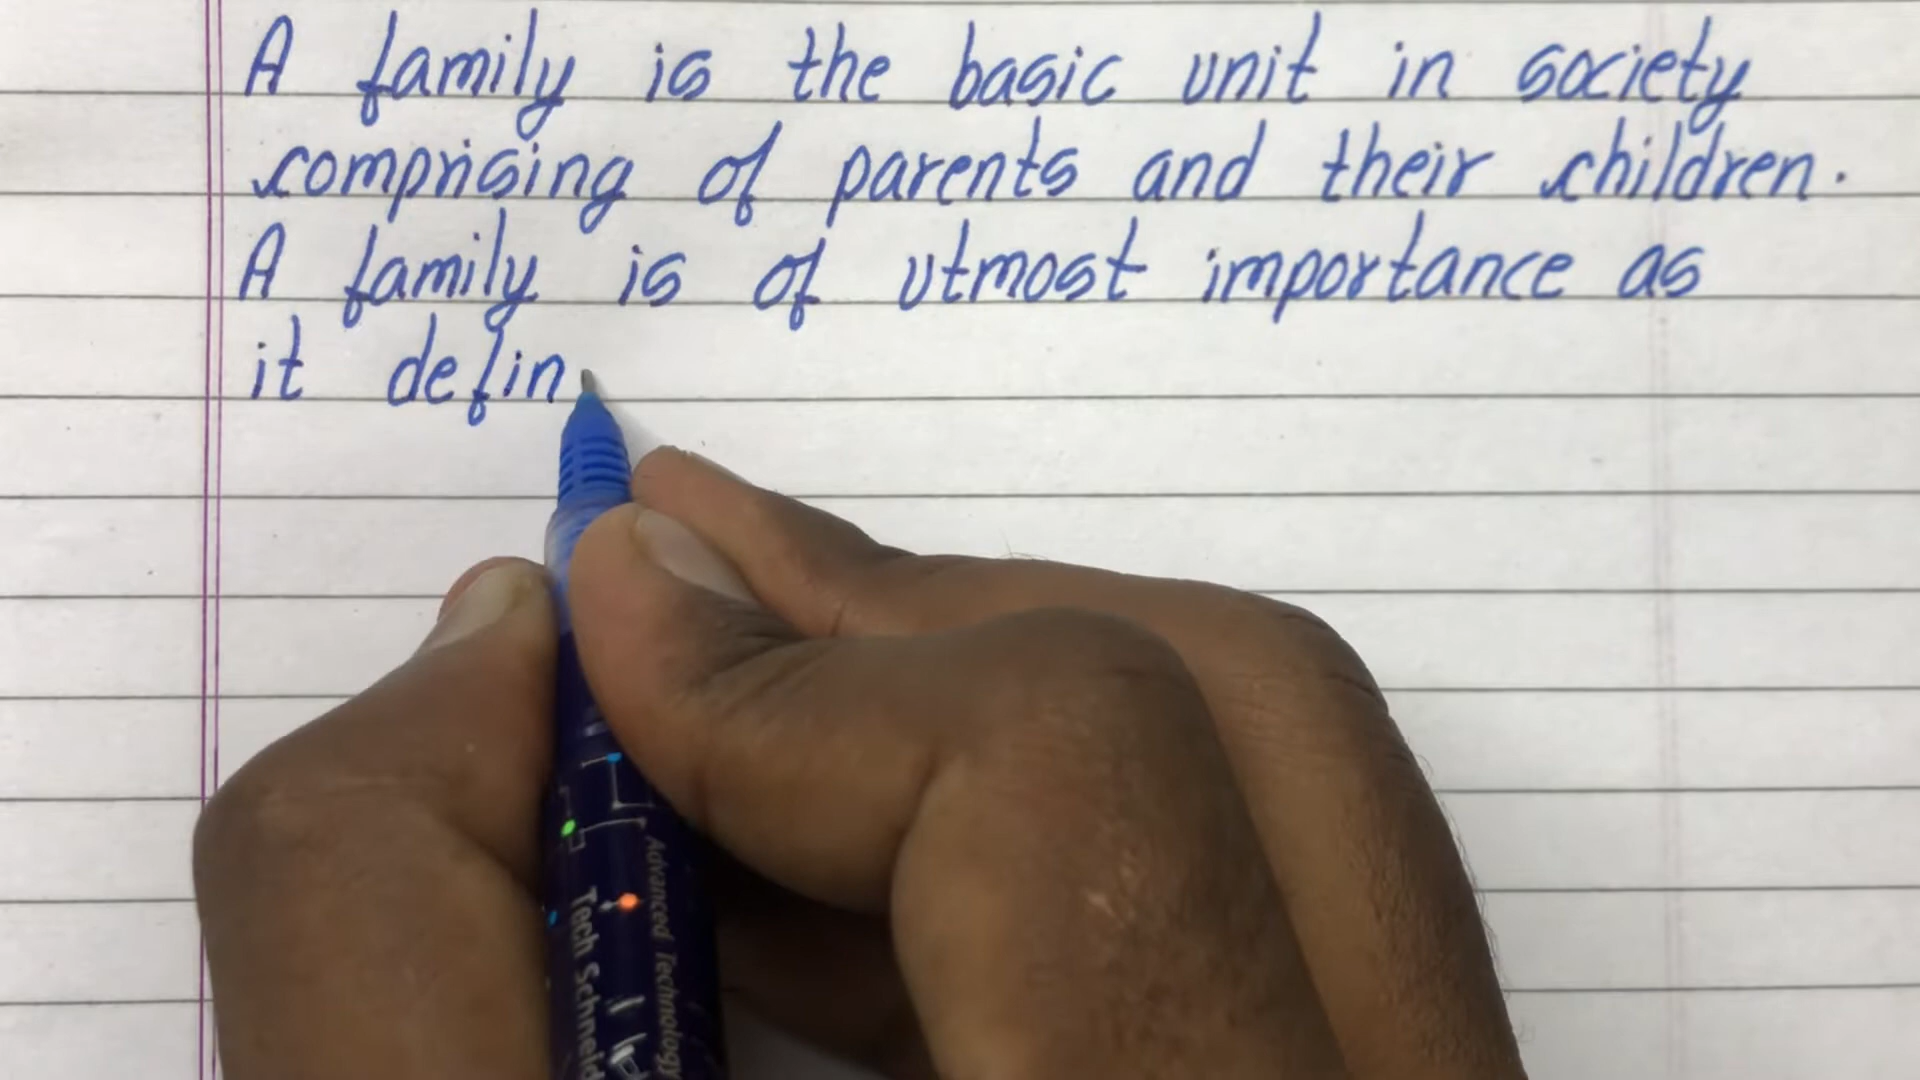 A family is the basic unit in society
comprising of parents and their children.
A family is of utmost importance as
it defin
Advanced Technology
Tech Schneid